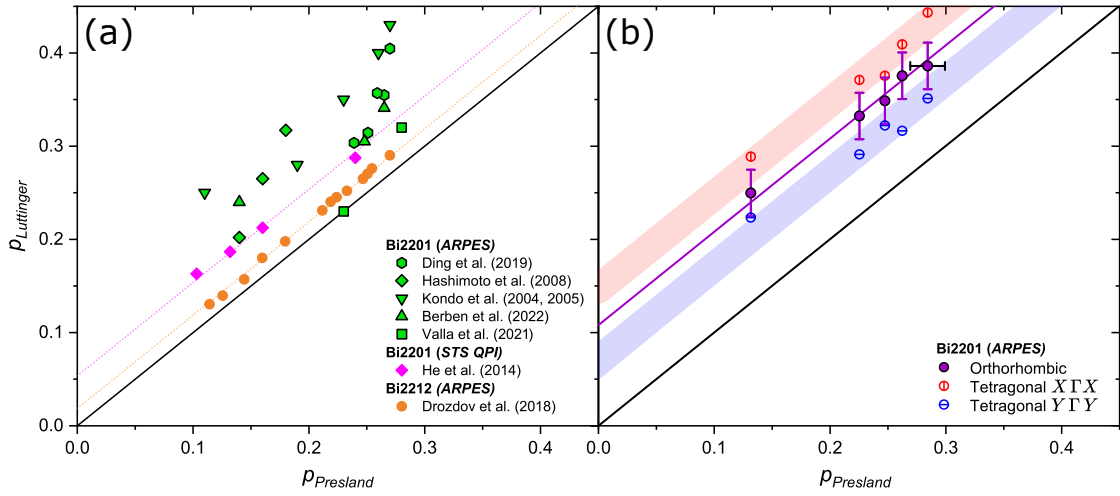 (a)
(b)
0.4
0.3
0.2
0.1
0.0
p_Luttinger
0.1
0.2
0.3
0.4
p_Presland
0.0
0.1
0.2
0.3
0.4
p_Presland
Bi2201 (ARPES)
Ding et al. (2019)
Hashimoto et al. (2008)
Kondo et al. (2004, 2005)
Berben et al. (2022)
Valla et al. (2021)
Bi2201 (STS QPI)
He et al. (2014)
Bi2212 (ARPES)
Drozdov et al. (2018)
Bi2201 (ARPES)
Orthorhombic
Tetragonal XΓX
Tetragonal YΓY